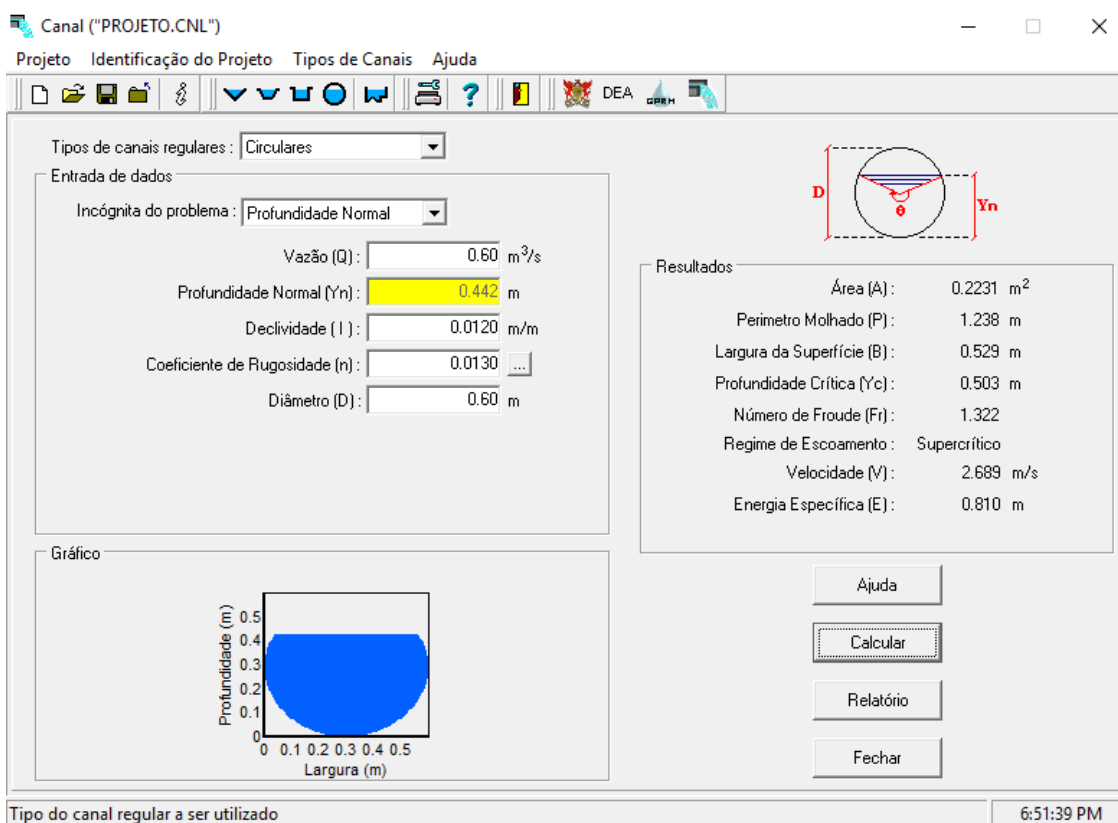 Canal ("PROJETO.CNL")
Projeto Identificação do Projeto Tipos de Canais Ajuda
DEA GPRH
Tipos de canais regulares : Circulares
Entrada de dados
Incógnita do problema : Profundidade Normal
Vazão (Q) : 0.60 m³/s
Profundidade Normal (Yn) : 0.442 m
Declividade ( I ) : 0.0120 m/m
Coeficiente de Rugosidade (n) : 0.0130 ...
Diâmetro (D) : 0.60 m
D θ Yn
Resultados
Área (A) : 0.2231 m²
Perimetro Molhado (P) : 1.238 m
Largura da Superfície (B) : 0.529 m
Profundidade Crítica (Yc) : 0.503 m
Número de Froude (Fr) : 1.322
Regime de Escoamento : Supercrítico
Velocidade (V) : 2.689 m/s
Energia Específica (E) : 0.810 m
Gráfico
Profundidade (m)
0.5
0.4
0.3
0.2
0.1
0
0 0.1 0.2 0.3 0.4 0.5
Largura (m)
Ajuda
Calcular
Relatório
Fechar
Tipo do canal regular a ser utilizado 6:51:39 PM